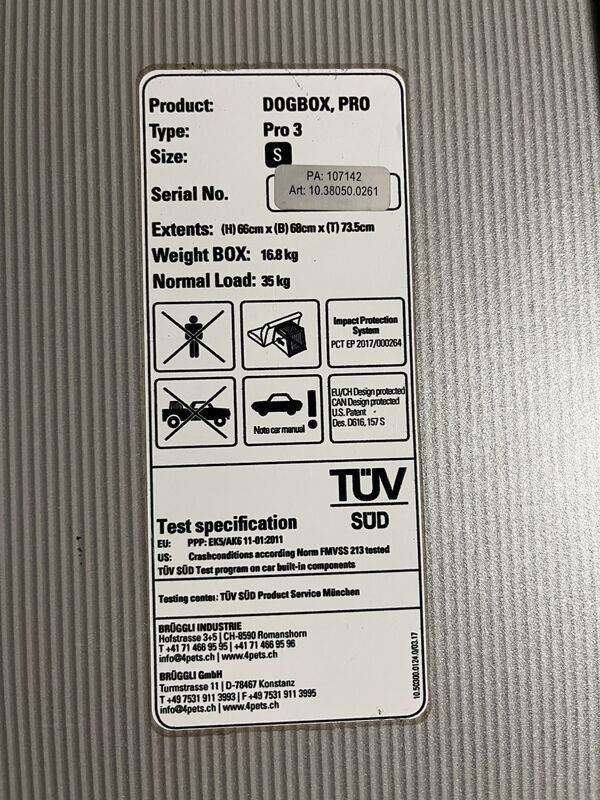 Product: DOGBOX, PRO
Type: Pro 3
Size: S
Serial No.
PA: 107142
Art: 10.38050.0261
Extents: (H) 66cm x (B) 68cm x (T) 73.5cm
Weight BOX: 16.8 kg
Normal Load: 35 kg
Impact Protection
System
PCT EP 2017/000264
Note car manual
!
EU/CH Design protected
CAN Design protected
U.S. Patent
Des. D616, 157 S
TÜV
SÜD
Test specification
EU: PPP: EK5/AK6 11-01:2011
US: Crashconditions according Norm FMVSS 213 tested
TÜV SÜD Test program on car built-in components
Testing center: TÜV SÜD Product Service München
BRÜGGLI INDUSTRIE
Hofstrasse 3+5 | CH-8590 Romanshorn
T +41 71 466 95 95 | +41 71 466 95 96
info@4pets.ch | www.4pets.ch
BRÜGGLI GmbH
Turmstrasse 11 | D-78467 Konstanz
T +49 7531 911 3993 | F +49 7531 911 3995
info@4pets.ch | www.4pets.ch
10.50300.0124.0/03.17